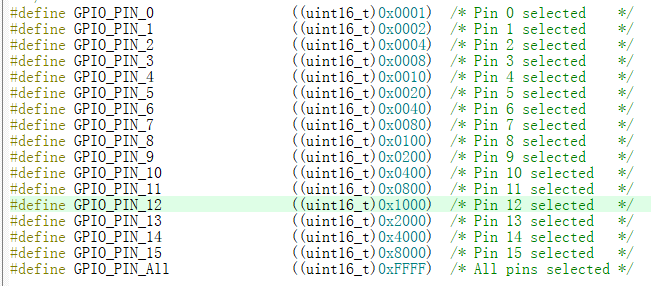 #define GPIO_PIN_0 ((uint16_t)0x0001) /* Pin 0 selected */
#define GPIO_PIN_1 ((uint16_t)0x0002) /* Pin 1 selected */
#define GPIO_PIN_2 ((uint16_t)0x0004) /* Pin 2 selected */
#define GPIO_PIN_3 ((uint16_t)0x0008) /* Pin 3 selected */
#define GPIO_PIN_4 ((uint16_t)0x0010) /* Pin 4 selected */
#define GPIO_PIN_5 ((uint16_t)0x0020) /* Pin 5 selected */
#define GPIO_PIN_6 ((uint16_t)0x0040) /* Pin 6 selected */
#define GPIO_PIN_7 ((uint16_t)0x0080) /* Pin 7 selected */
#define GPIO_PIN_8 ((uint16_t)0x0100) /* Pin 8 selected */
#define GPIO_PIN_9 ((uint16_t)0x0200) /* Pin 9 selected */
#define GPIO_PIN_10 ((uint16_t)0x0400) /* Pin 10 selected */
#define GPIO_PIN_11 ((uint16_t)0x0800) /* Pin 11 selected */
#define GPIO_PIN_12 ((uint16_t)0x1000) /* Pin 12 selected */
#define GPIO_PIN_13 ((uint16_t)0x2000) /* Pin 13 selected */
#define GPIO_PIN_14 ((uint16_t)0x4000) /* Pin 14 selected */
#define GPIO_PIN_15 ((uint16_t)0x8000) /* Pin 15 selected */
#define GPIO_PIN_All ((uint16_t)0xFFFF) /* All pins selected */